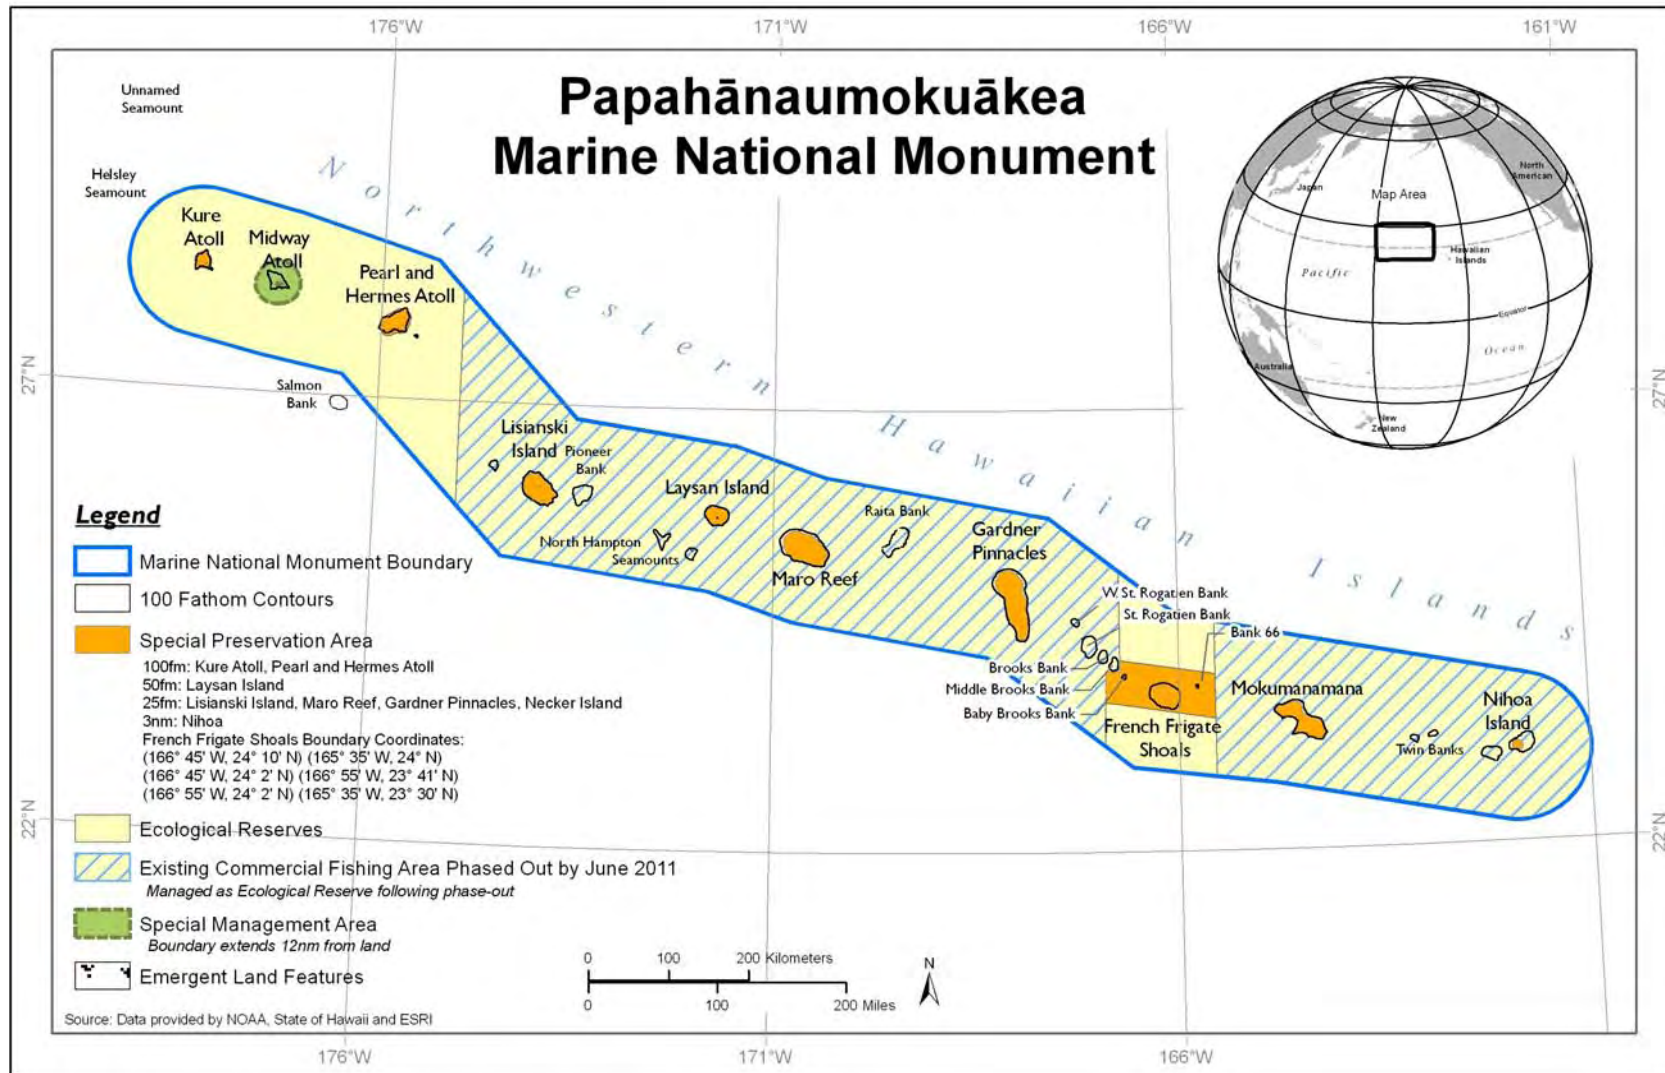 176°W
171°W
166°W
161°W
Papahānaumokuākea
Marine National Monument
Unnamed
Seamount
Helsley
Seamount
Kure
Atoll
Midway
Atoll
Pearl and
Hermes Atoll
Northwestern Hawaiian Islands
North
American
Japan
Map Area
Hawaiian
Islands
Pacific
Equator
Ocean
Australia
New
Zealand
27°N
27°N
Salmon
Bank
Lisianski
Island
Pioneer
Bank
Laysan Island
North Hampton
Seamounts
Maro Reef
Raita Bank
Gardner
Pinnacles
W. St. Rogatien Bank
St. Rogatien Bank
Bank 66
Brooks Bank
Middle Brooks Bank
Baby Brooks Bank
French Frigate
Shoals
Mokumanamana
Nihoa
Island
Twin Banks
22°N
22°N
Legend
Marine National Monument Boundary
100 Fathom Contours
Special Preservation Area
100fm: Kure Atoll, Pearl and Hermes Atoll
50fm: Laysan Island
25fm: Lisianski Island, Maro Reef, Gardner Pinnacles, Necker Island
3nm: Nihoa
French Frigate Shoals Boundary Coordinates:
(166° 45' W, 24° 10' N) (165° 35' W, 24° N)
(166° 45' W, 24° 2' N) (166° 55' W, 23° 41' N)
(166° 55' W, 24° 2' N) (165° 35' W, 23° 30' N)
Ecological Reserves
Existing Commercial Fishing Area Phased Out by June 2011
Managed as Ecological Reserve following phase-out
Special Management Area
Boundary extends 12nm from land
Emergent Land Features
0 100 200 Kilometers
0 100 200 Miles
N
Source: Data provided by NOAA, State of Hawaii and ESRI
176°W
171°W
166°W